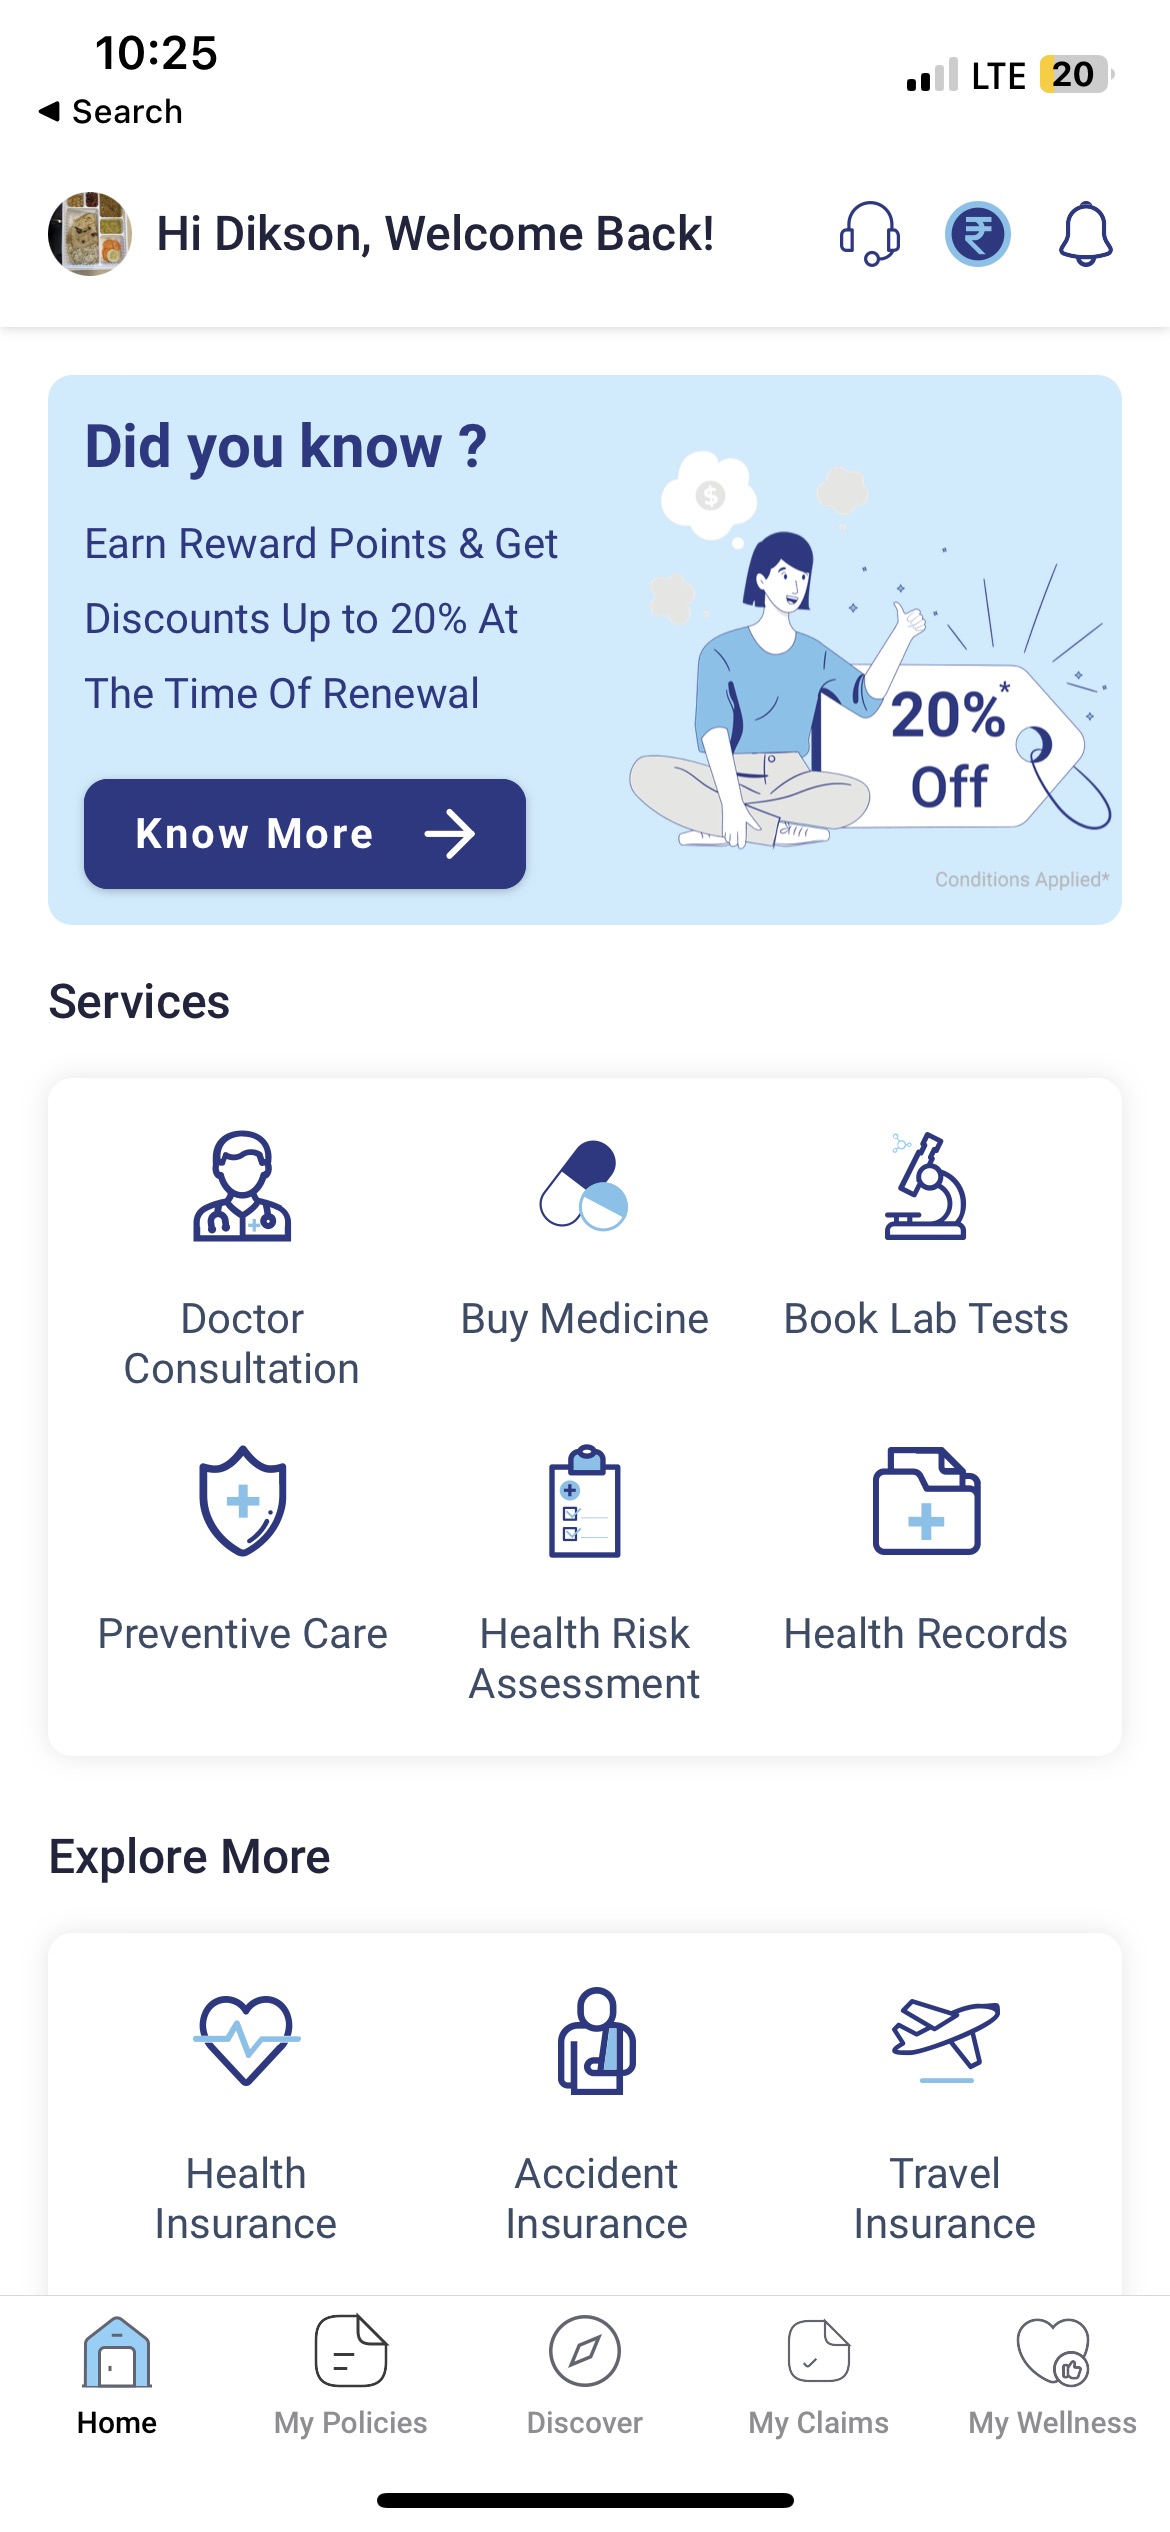 10:25
LTE 20
◀ Search
Hi Dikson, Welcome Back!
₹
Did you know ?
Earn Reward Points & Get
Discounts Up to 20% At
The Time Of Renewal
Know More
$
20%*
Off
Conditions Applied*
Services
Doctor
Consultation
Buy Medicine
Book Lab Tests
Preventive Care
Health Risk
Assessment
Health Records
Explore More
Health
Insurance
Accident
Insurance
Travel
Insurance
Home
My Policies
Discover
My Claims
My Wellness